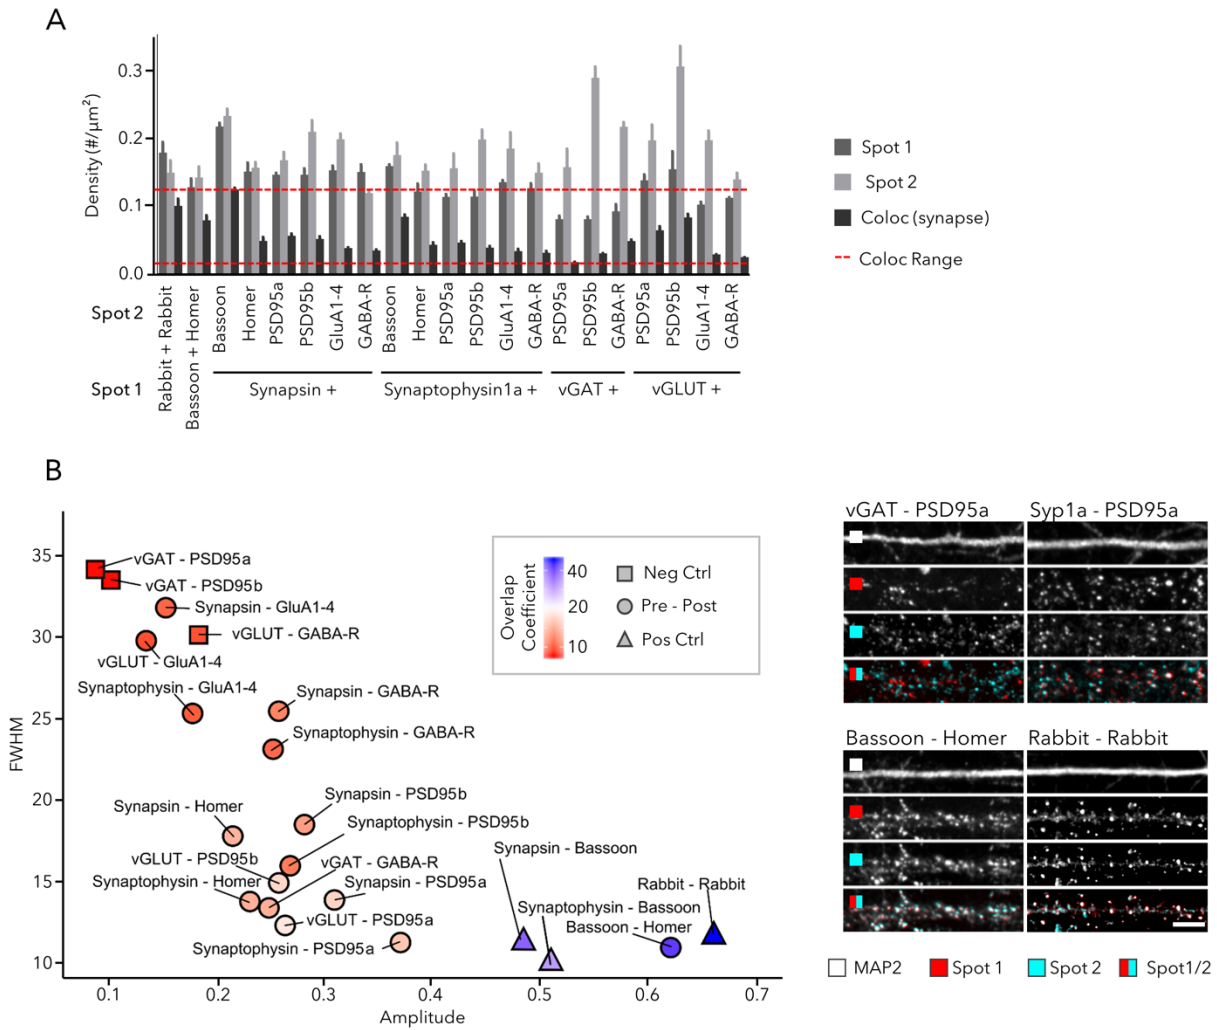 A
Density (#/µm²)
0.3
0.2
0.1
0.0
Spot 1
Spot 2
Coloc (synapse)
Coloc Range
Spot 2
Rabbit + Rabbit
Bassoon + Homer
Bassoon
Homer
PSD95a
PSD95b
GluA1-4
GABA-R
Bassoon
Homer
PSD95a
PSD95b
GluA1-4
GABA-R
PSD95a
PSD95b
GABA-R
PSD95a
PSD95b
GluA1-4
GABA-R
Spot 1
Synapsin +
Synaptophysin1a +
vGAT +
vGLUT +
B
FWHM
35
30
25
20
15
10
vGAT - PSD95a
vGAT - PSD95b
Synapsin - GluA1-4
vGLUT - GABA-R
vGLUT - GluA1-4
Synaptophysin - GluA1-4
Synapsin - GABA-R
Synaptophysin - GABA-R
Synapsin - Homer
Synapsin - PSD95b
Synaptophysin - PSD95b
vGLUT - PSD95b
vGAT - GABA-R
Synaptophysin - Homer
Synapsin - PSD95a
vGLUT - PSD95a
Synaptophysin - PSD95a
Synapsin - Bassoon
Synaptophysin - Bassoon
Bassoon - Homer
Rabbit - Rabbit
Overlap
Coefficient
40
20
10
Neg Ctrl
Pre - Post
Pos Ctrl
0.1
0.2
0.3
0.4
0.5
0.6
0.7
Amplitude
vGAT - PSD95a
Syp1a - PSD95a
Bassoon - Homer
Rabbit - Rabbit
MAP2
Spot 1
Spot 2
Spot1/2